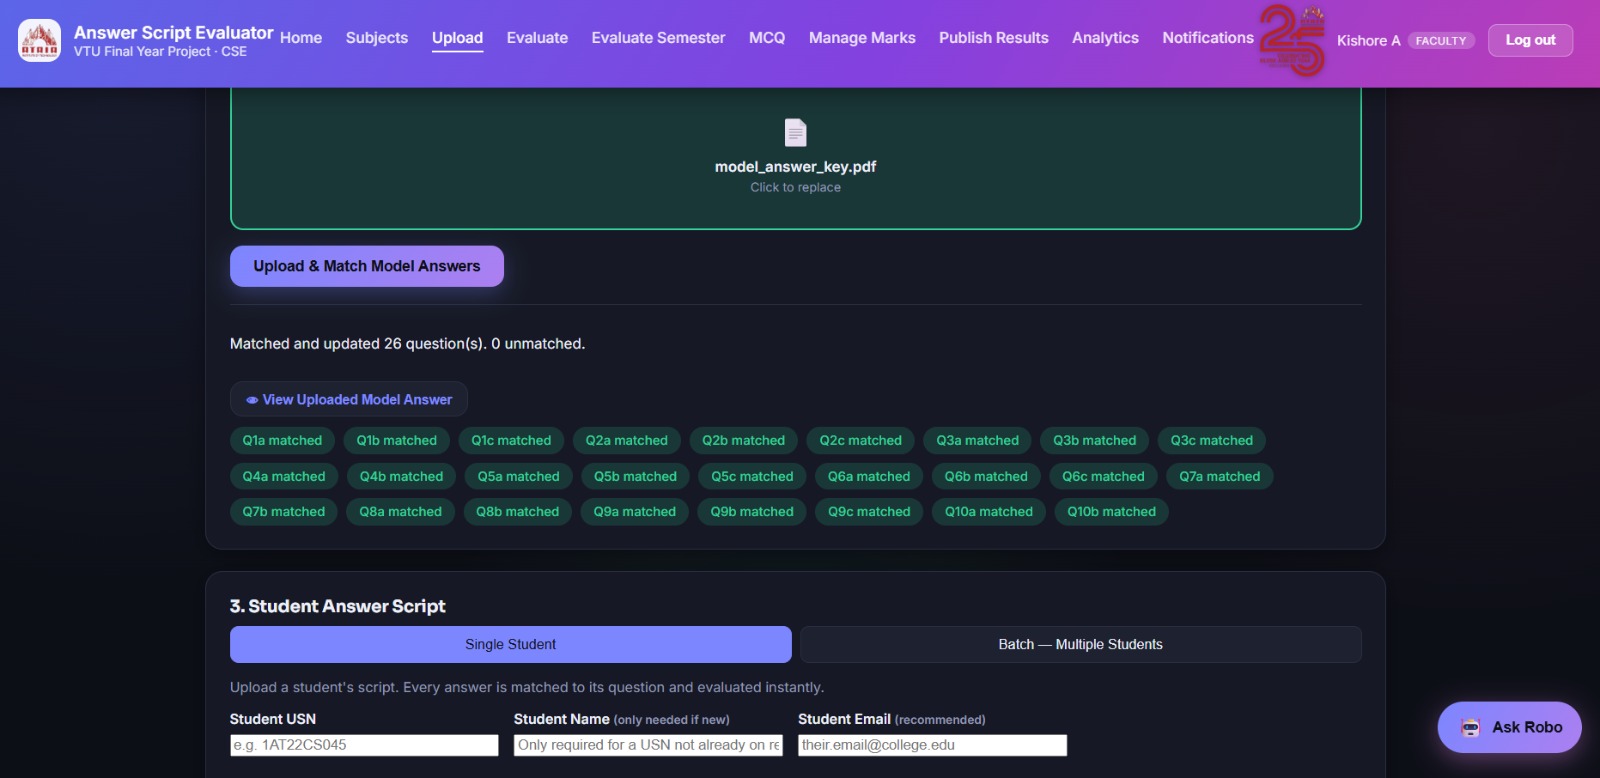 Answer Script Evaluator
VTU Final Year Project · CSE
Home Subjects Upload Evaluate Evaluate Semester MCQ Manage Marks Publish Results Analytics Notifications
25
Kishore A FACULTY Log out
model_answer_key.pdf
Click to replace
Upload & Match Model Answers
Matched and updated 26 question(s). 0 unmatched.
View Uploaded Model Answer
Q1a matched Q1b matched Q1c matched Q2a matched Q2b matched Q2c matched Q3a matched Q3b matched Q3c matched
Q4a matched Q4b matched Q5a matched Q5b matched Q5c matched Q6a matched Q6b matched Q6c matched Q7a matched
Q7b matched Q8a matched Q8b matched Q9a matched Q9b matched Q9c matched Q10a matched Q10b matched
3. Student Answer Script
Single Student Batch — Multiple Students
Upload a student's script. Every answer is matched to its question and evaluated instantly.
Student USN Student Name (only needed if new) Student Email (recommended)
e.g. 1AT22CS045 Only required for a USN not already on re their.email@college.edu
Ask Robo